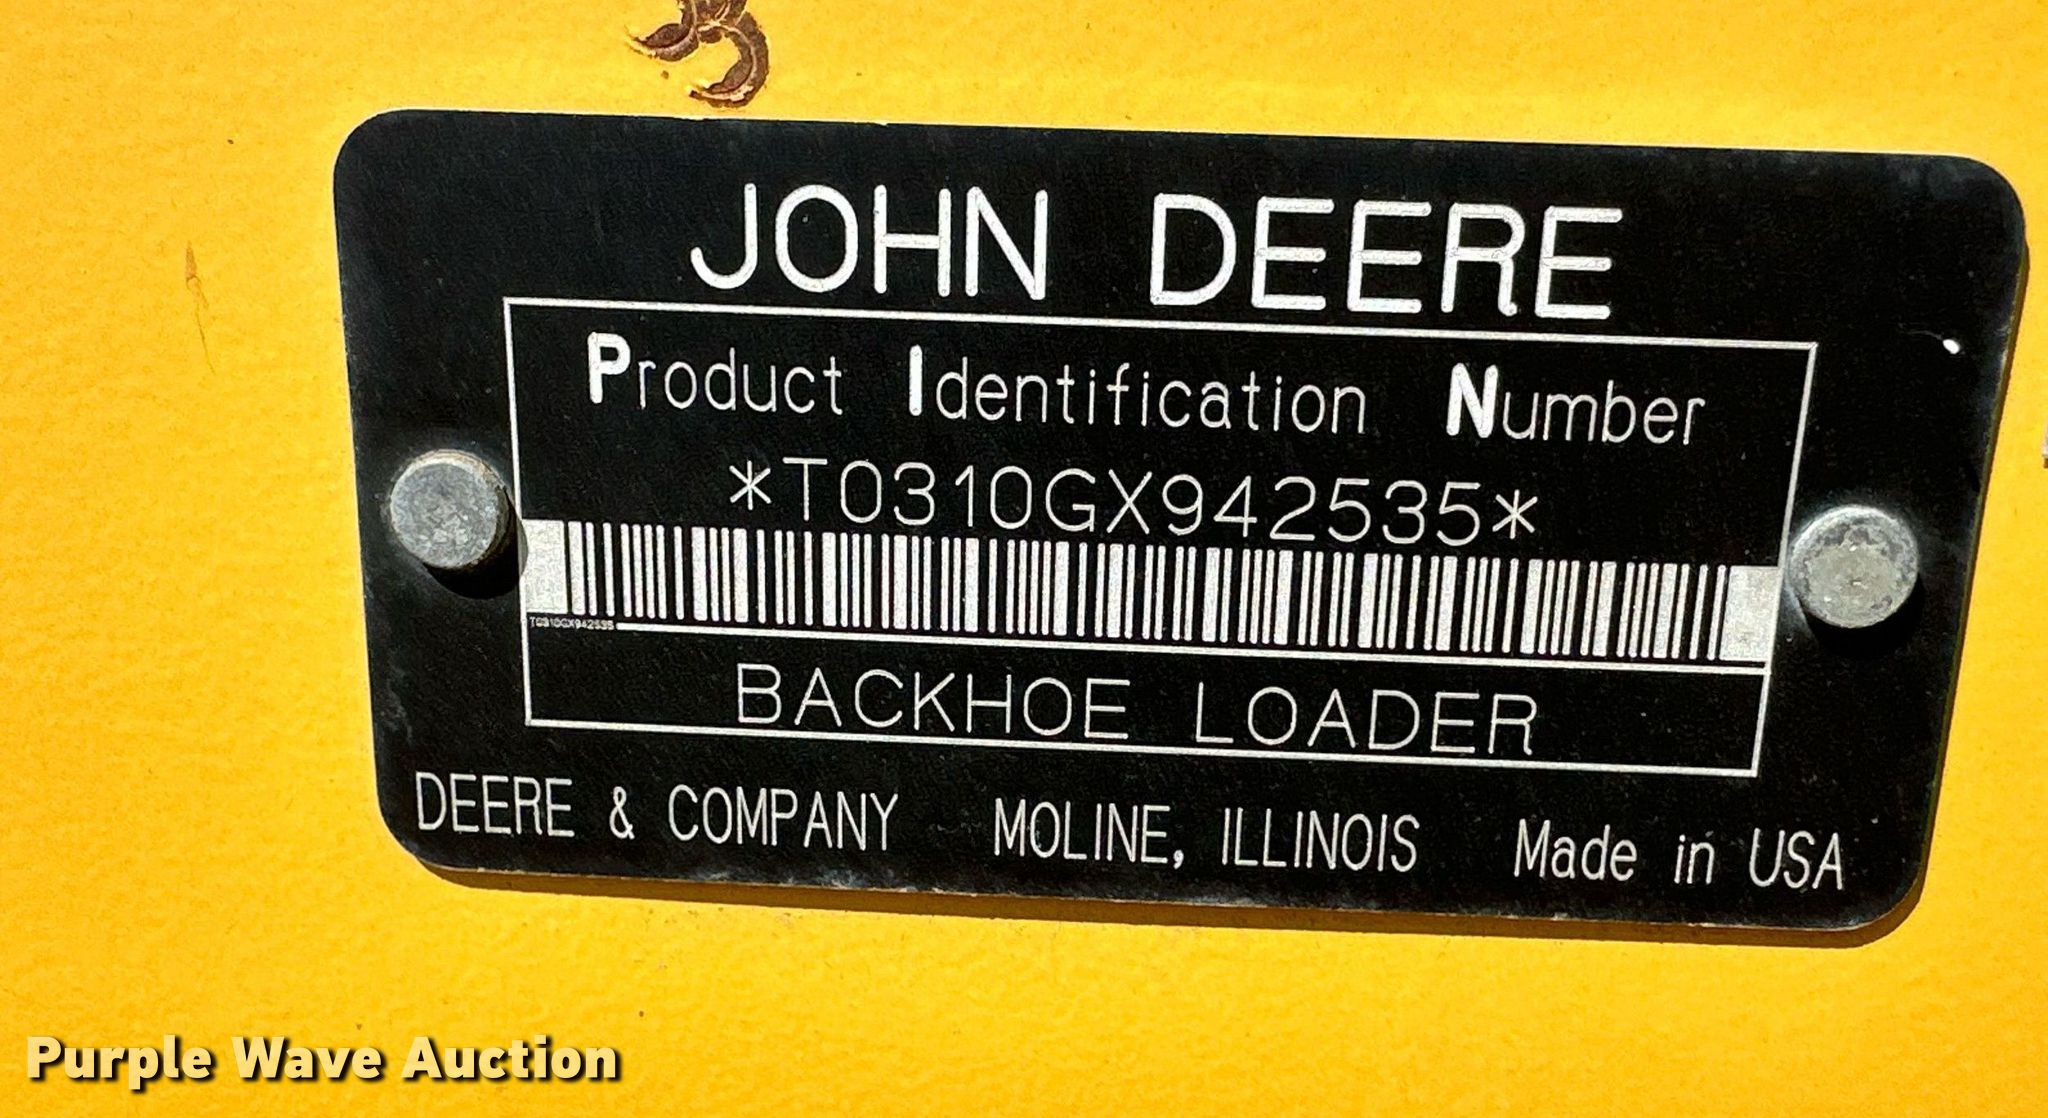 JOHN DEERE
Product Identification Number
*T0310GX942535*
T0310GX942535
BACKHOE LOADER
DEERE & COMPANY MOLINE, ILLINOIS Made in USA
Purple Wave Auction